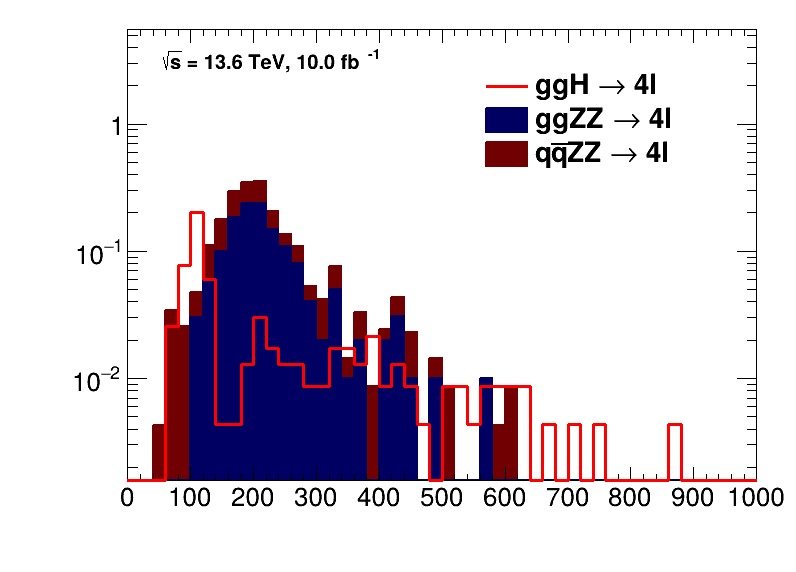 √s = 13.6 TeV, 10.0 fb⁻¹
ggH → 4l
ggZZ → 4l
qq̅ZZ → 4l
1
10⁻¹
10⁻²
0 100 200 300 400 500 600 700 800 900 1000